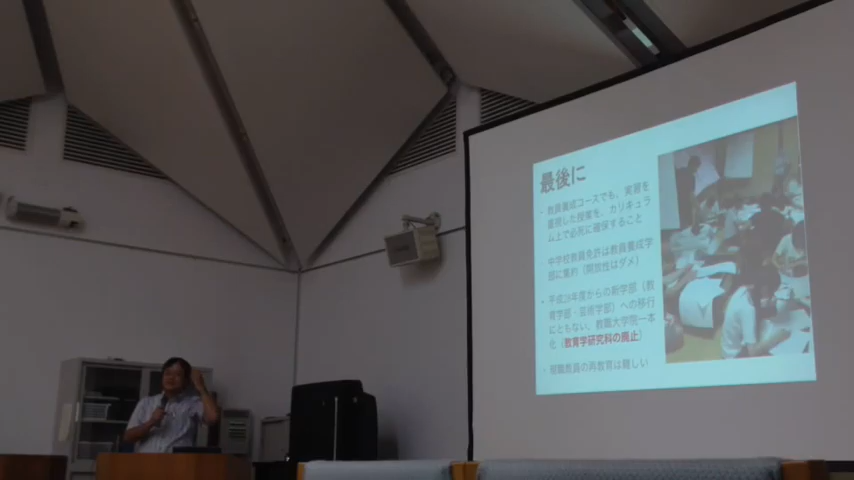 最後に
・教員養成コースでも、実習を
重視した授業を、カリキュラ
ム上で必死に確保すること
中学校教員免許は教員養成学
部に集約（開放性はダメ）
・平成28年度からの新学部（教
育学部・芸術学部）への移行
にともない、教職大学院一本
化（教育学研究科の廃止）
・現職教員の再教育は難しい